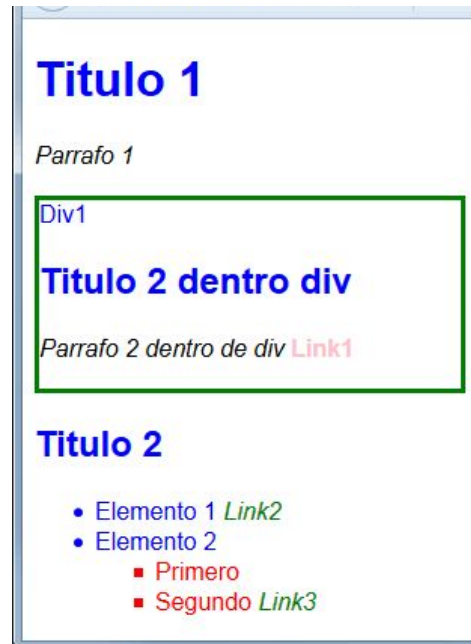 Titulo 1
Parrafo 1
Div1
Titulo 2 dentro div
Parrafo 2 dentro de div Link1
Titulo 2
Elemento 1 Link2
Elemento 2
Primero
Segundo Link3